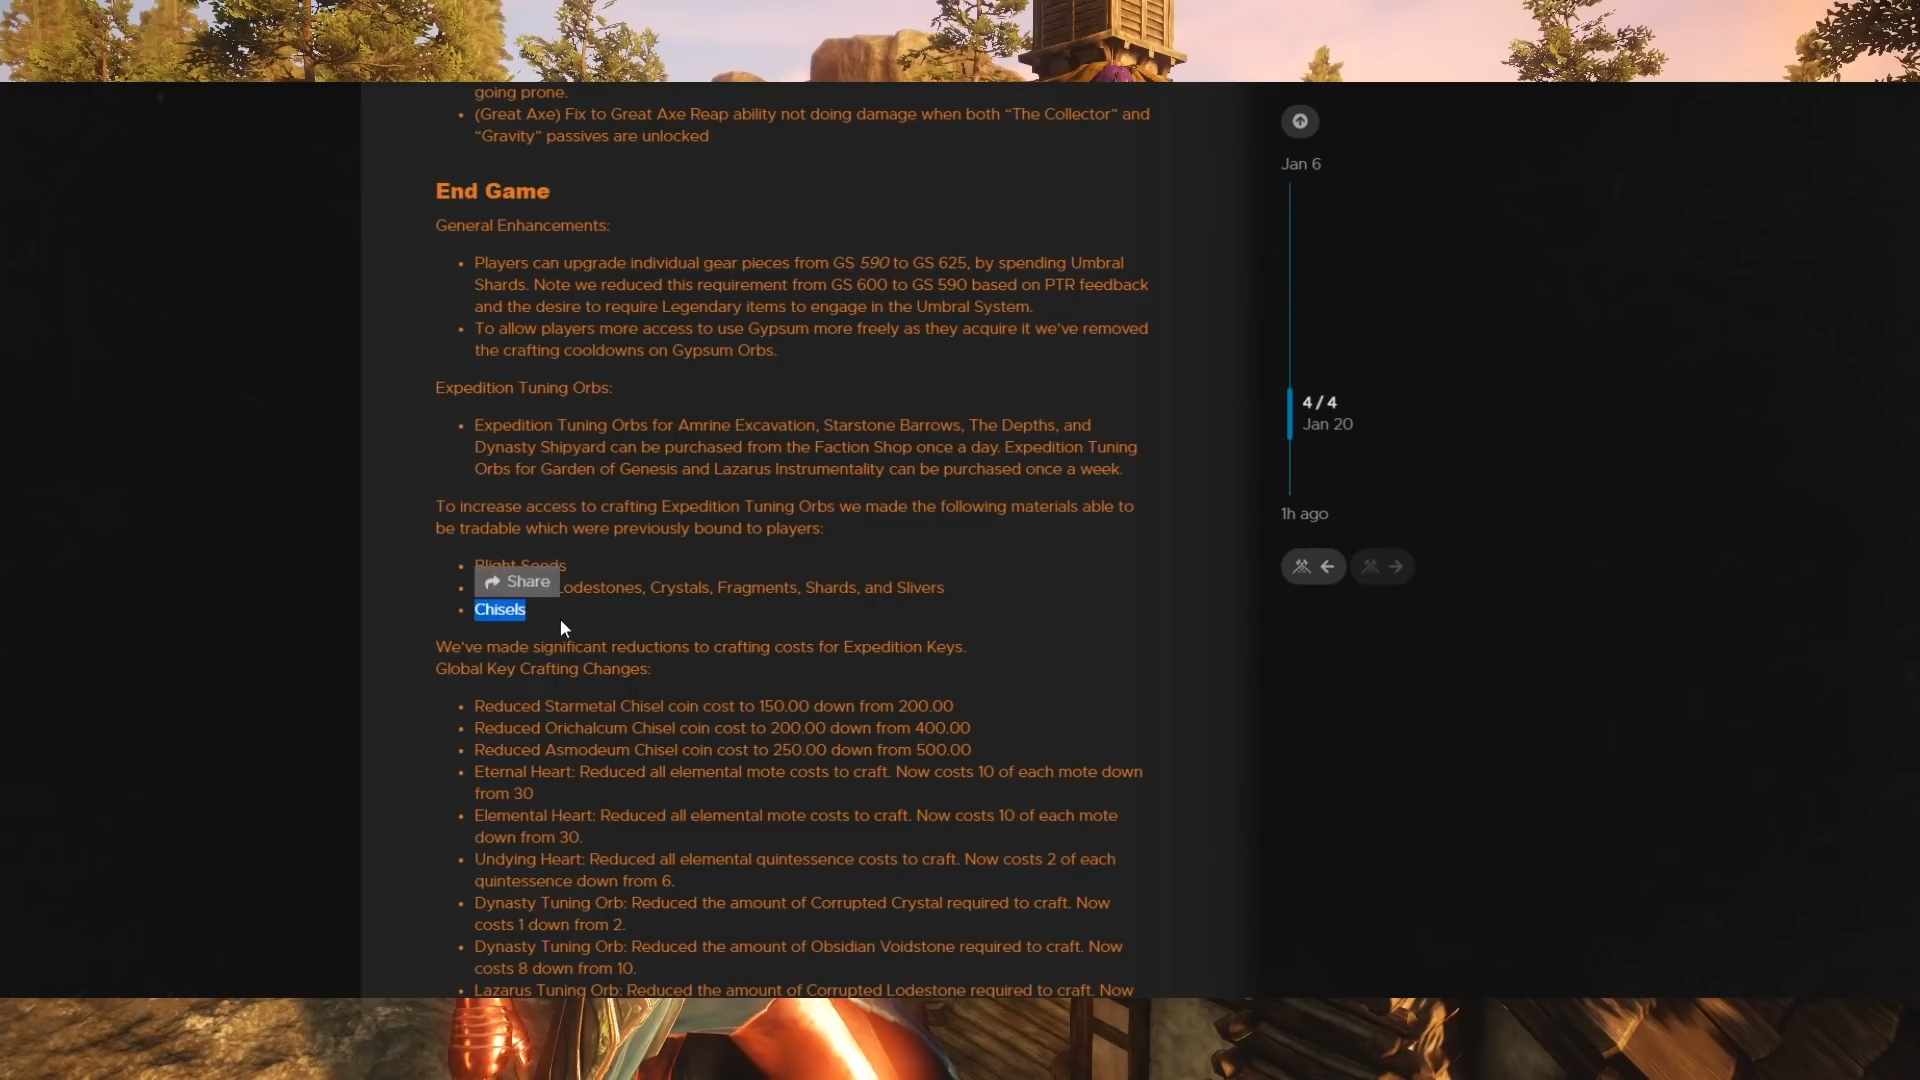 going prone.
• (Great Axe) Fix to Great Axe Reap ability not doing damage when both “The Collector” and
“Gravity” passives are unlocked
End Game
General Enhancements:
• Players can upgrade individual gear pieces from GS 590 to GS 625, by spending Umbral
Shards. Note we reduced this requirement from GS 600 to GS 590 based on PTR feedback
and the desire to require Legendary items to engage in the Umbral System.
• To allow players more access to use Gypsum more freely as they acquire it we’ve removed
the crafting cooldowns on Gypsum Orbs.
Expedition Tuning Orbs:
• Expedition Tuning Orbs for Amrine Excavation, Starstone Barrows, The Depths, and
Dynasty Shipyard can be purchased from the Faction Shop once a day. Expedition Tuning
Orbs for Garden of Genesis and Lazarus Instrumentality can be purchased once a week.
To increase access to crafting Expedition Tuning Orbs we made the following materials able to
be tradable which were previously bound to players:
• Blight Seeds
Share
• Lodestones, Crystals, Fragments, Shards, and Slivers
• Chisels
We’ve made significant reductions to crafting costs for Expedition Keys.
Global Key Crafting Changes:
• Reduced Starmetal Chisel coin cost to 150.00 down from 200.00
• Reduced Orichalcum Chisel coin cost to 200.00 down from 400.00
• Reduced Asmodeum Chisel coin cost to 250.00 down from 500.00
• Eternal Heart: Reduced all elemental mote costs to craft. Now costs 10 of each mote down
from 30
• Elemental Heart: Reduced all elemental mote costs to craft. Now costs 10 of each mote
down from 30.
• Undying Heart: Reduced all elemental quintessence costs to craft. Now costs 2 of each
quintessence down from 6.
• Dynasty Tuning Orb: Reduced the amount of Corrupted Crystal required to craft. Now
costs 1 down from 2.
• Dynasty Tuning Orb: Reduced the amount of Obsidian Voidstone required to craft. Now
costs 8 down from 10.
• Lazarus Tuning Orb: Reduced the amount of Corrupted Lodestone required to craft. Now
Jan 6
4 / 4
Jan 20
1h ago